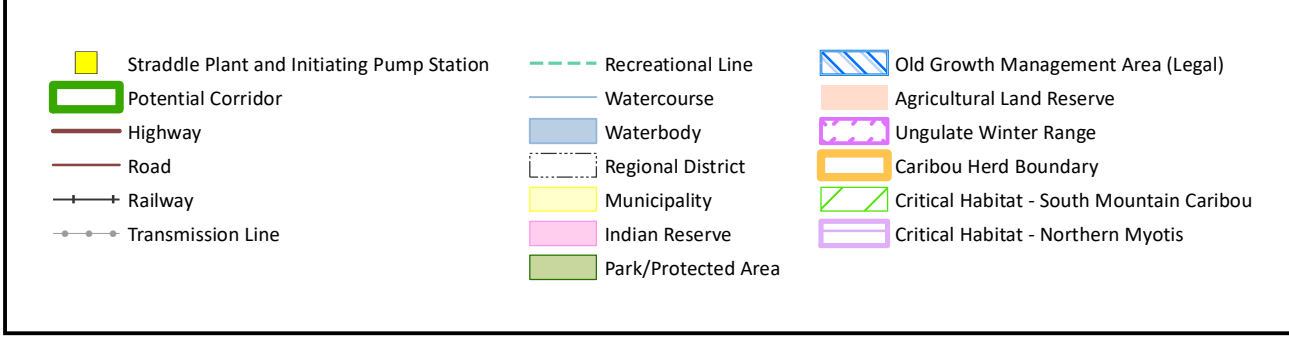 Straddle Plant and Initiating Pump Station
Potential Corridor
Highway
Road
Railway
Transmission Line
Recreational Line
Watercourse
Waterbody
Regional District
Municipality
Indian Reserve
Park/Protected Area
Old Growth Management Area (Legal)
Agricultural Land Reserve
Ungulate Winter Range
Caribou Herd Boundary
Critical Habitat - South Mountain Caribou
Critical Habitat - Northern Myotis